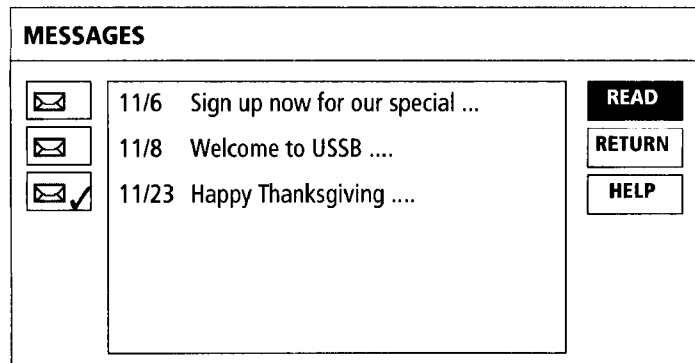 MESSAGES
11/6 Sign up now for our special ...
READ
11/8 Welcome to USSB ....
RETURN
11/23 Happy Thanksgiving ....
HELP